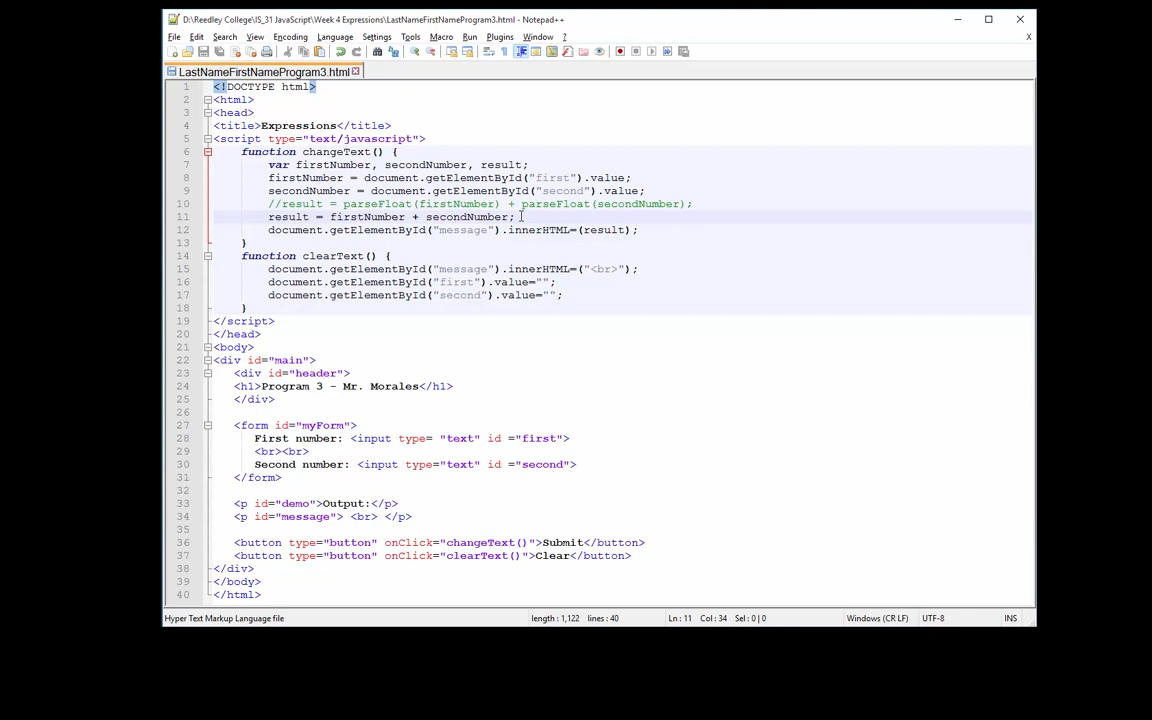 D:\Reedley College\IS_31 JavaScript\Week 4 Expressions\LastNameFirstNameProgram3.html - Notepad++
File Edit Search View Encoding Language Settings Tools Macro Run Plugins Window ? X
LastNameFirstNameProgram3.html
1 <!DOCTYPE html>
2 <html>
3 <head>
4 <title>Expressions</title>
5 <script type="text/javascript">
6 function changeText() {
7 var firstNumber, secondNumber, result;
8 firstNumber = document.getElementById("first").value;
9 secondNumber = document.getElementById("second").value;
10 //result = parseFloat(firstNumber) + parseFloat(secondNumber);
11 result = firstNumber + secondNumber;
12 document.getElementById("message").innerHTML=(result);
13 }
14 function clearText() {
15 document.getElementById("message").innerHTML=("<br>");
16 document.getElementById("first").value="";
17 document.getElementById("second").value="";
18 }
19 </script>
20 </head>
21 <body>
22 <div id="main">
23 <div id="header">
24 <h1>Program 3 - Mr. Morales</h1>
25 </div>
26
27 <form id="myForm">
28 First number: <input type= "text" id ="first">
29 <br><br>
30 Second number: <input type="text" id ="second">
31 </form>
32
33 <p id="demo">Output:</p>
34 <p id="message"> <br> </p>
35
36 <button type="button" onClick="changeText()">Submit</button>
37 <button type="button" onClick="clearText()">Clear</button>
38 </div>
39 </body>
40 </html>
Hyper Text Markup Language file length : 1,122 lines : 40 Ln : 11 Col : 34 Sel : 0 | 0 Windows (CR LF) UTF-8 INS